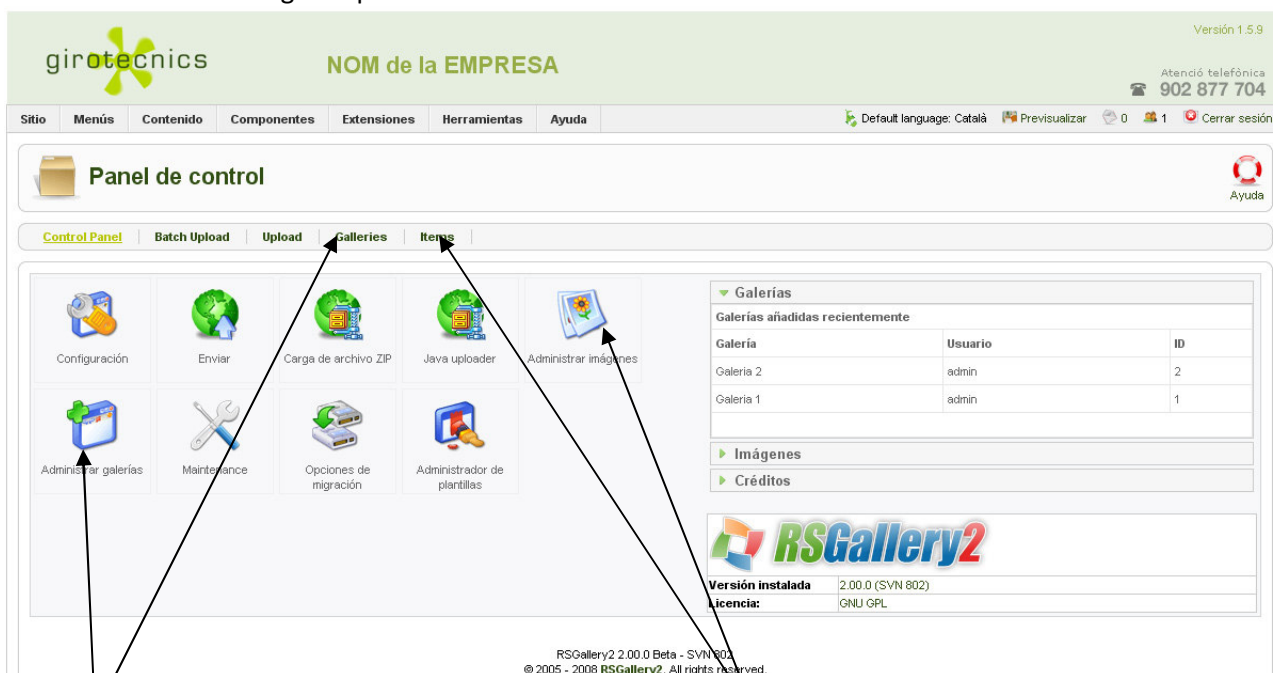 Versión 1.5.9
girotecnics
NOM de la EMPRESA
Atenció telefònica
902 877 704
Sitio Menús Contenido Componentes Extensiones Herramientas Ayuda Default language: Català Previsualizar 0 1 Cerrar sesión
Panel de control
Ayuda
Control Panel Batch Upload Upload Galleries Items
Galerías
Galerías añadidas recientemente
Galería Usuario ID
Galeria 2 admin 2
Galeria 1 admin 1
Imágenes
Créditos
Configuración Enviar Carga de archivo ZIP Java uploader Administrar imágenes
Administrar galerías Maintenance Opciones de migración Administrador de plantillas
RSGallery2
Versión instalada 2.00.0 (SVN 802)
Licencia: GNU GPL
RSGallery2 2.00.0 Beta - SVN 802
© 2005 - 2008 RSGallery2. All rights reserved.